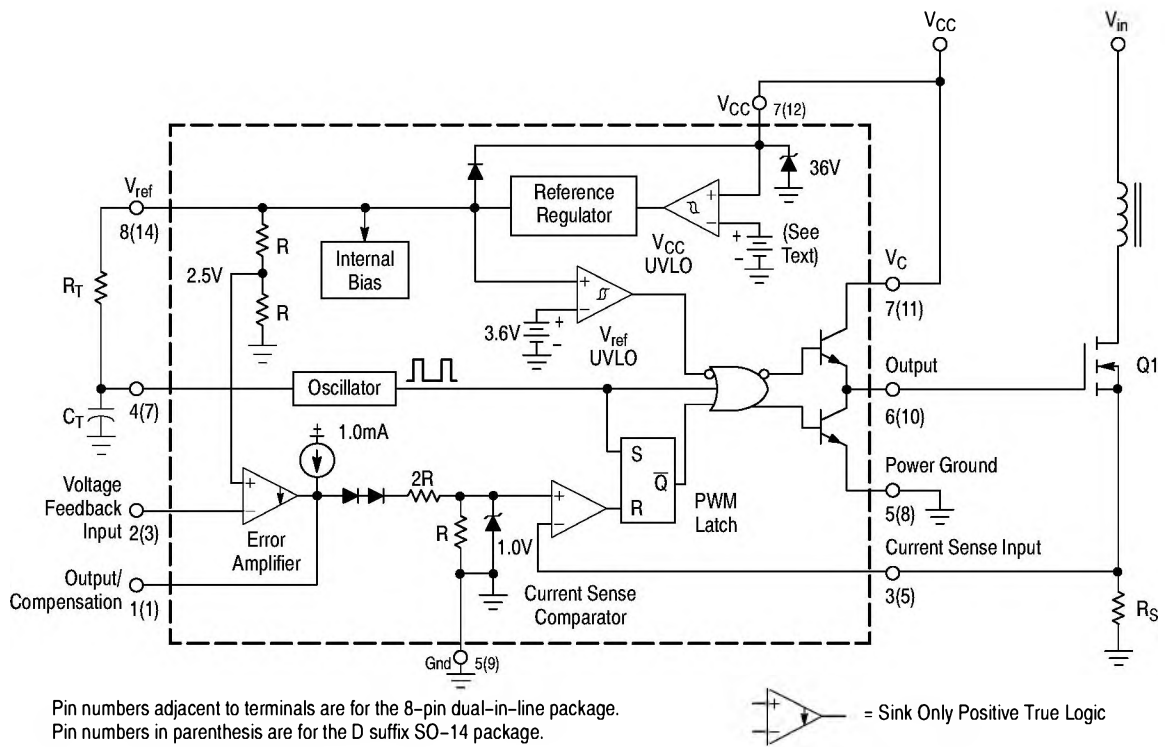 VCC
Vin
VCC 7(12)
Vref
8(14)
36V
Reference
Regulator
+
−
VCC
UVLO
+
−
(See
Text)
R
Internal
Bias
2.5V
R
RT
+
−
3.6V
+
−
Vref
UVLO
VC
7(11)
Oscillator
Output
6(10)
Q1
CT
4(7)
1.0mA
S
Q
R
PWM
Latch
Power Ground
5(8)
Voltage
Feedback
Input 2(3)
+
−
Error
Amplifier
2R
R
1.0V
+
−
Current Sense
Comparator
Current Sense Input
3(5)
RS
Output/
Compensation 1(1)
Gnd 5(9)
Pin numbers adjacent to terminals are for the 8−pin dual−in−line package.
Pin numbers in parenthesis are for the D suffix SO−14 package.
+
−
= Sink Only Positive True Logic